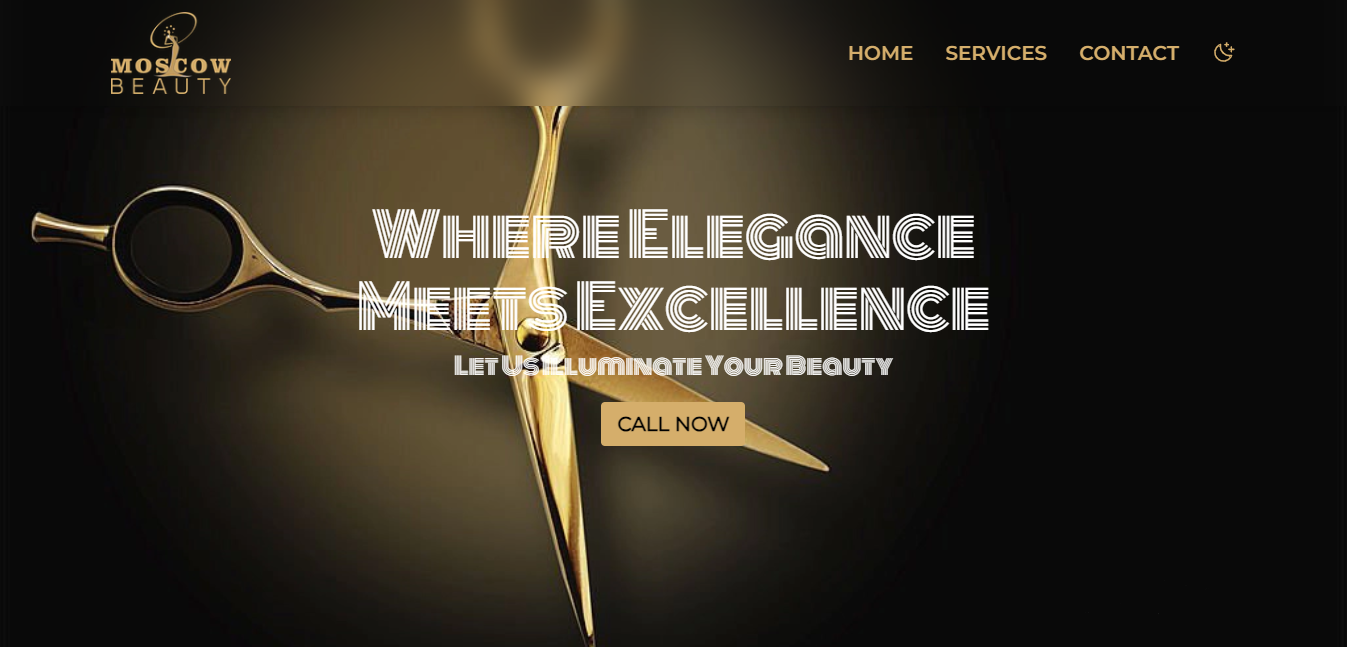 MOSCOW
BEAUTY
HOME SERVICES CONTACT
Where Elegance
Meets Excellence
Let Us Illuminate Your Beauty
CALL NOW